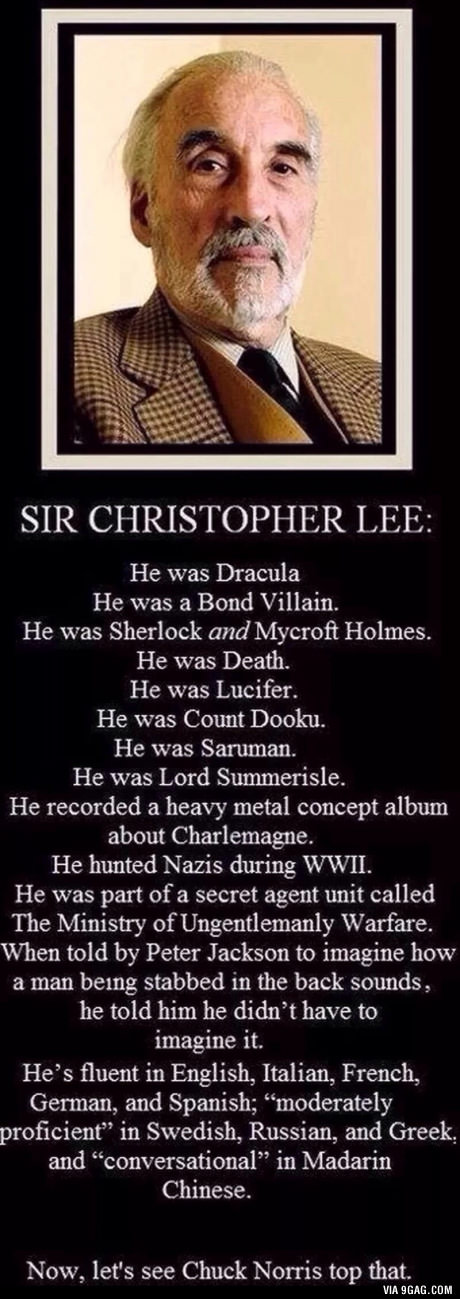 SIR CHRISTOPHER LEE:
He was Dracula
He was a Bond Villain.
He was Sherlock and Mycroft Holmes.
He was Death.
He was Lucifer.
He was Count Dooku.
He was Saruman.
He was Lord Summerisle.
He recorded a heavy metal concept album
about Charlemagne.
He hunted Nazis during WWII.
He was part of a secret agent unit called
The Ministry of Ungentlemanly Warfare.
When told by Peter Jackson to imagine how
a man being stabbed in the back sounds,
he told him he didn’t have to
imagine it.
He’s fluent in English, Italian, French,
German, and Spanish; “moderately
proficient” in Swedish, Russian, and Greek,
and “conversational” in Madarin
Chinese.
Now, let's see Chuck Norris top that.
VIA 9GAG.COM